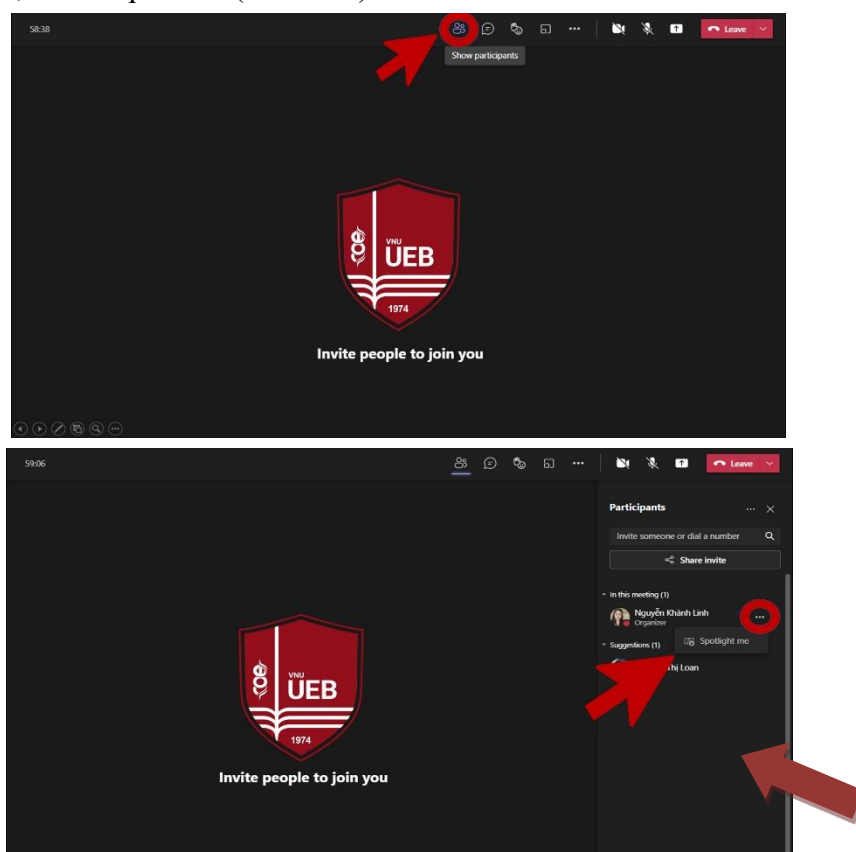 58:38
Leave
Show participants
VNU
UEB
1974
Invite people to join you
59:06
Leave
Participants
Invite someone or dial a number
Share invite
In this meeting (1)
Nguyễn Khánh Linh
Organizer
Spotlight me
Suggestions (1)
Thị Loan
VNU
UEB
1974
Invite people to join you